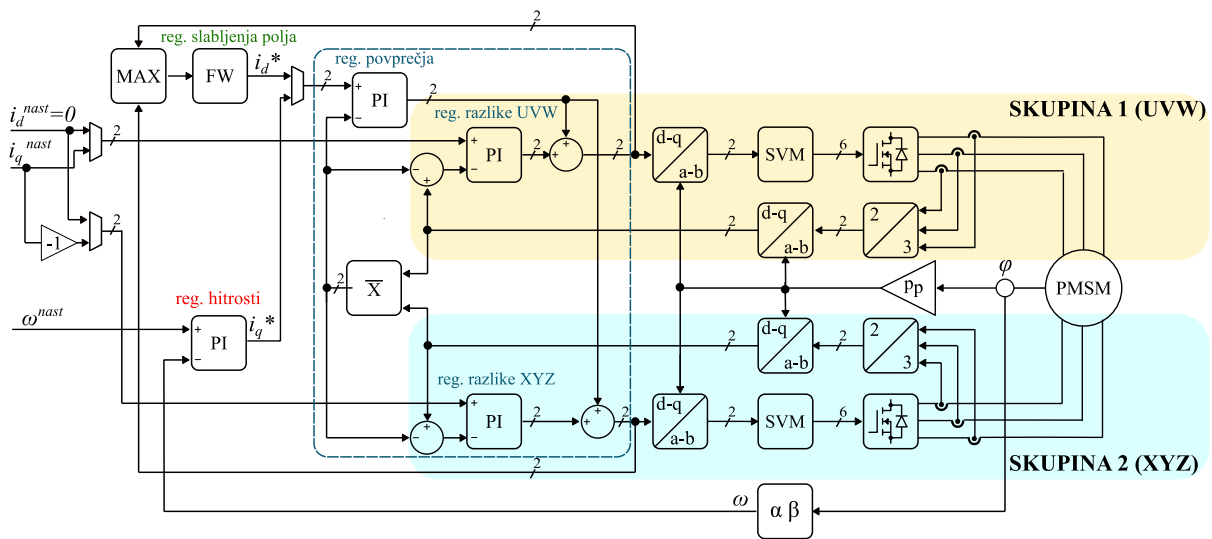 2
reg. slabljenja polja
MAX
FW
i_d*
2
reg. povprečja
+
PI
−
2
reg. razlike UVW
SKUPINA 1 (UVW)
i_d^nast=0
i_q^nast
2
+
PI
−
2
+
+
2
d-q
a-b
2
SVM
6
−
+
2
-1
2
d-q
a-b
2
2
3
2
X̅
reg. hitrosti
i_q*
p_p
φ
PMSM
ω^nast
+
PI
−
2
d-q
a-b
2
2
3
reg. razlike XYZ
+
PI
−
2
+
+
2
d-q
a-b
2
SVM
6
+
−
2
SKUPINA 2 (XYZ)
ω
α β